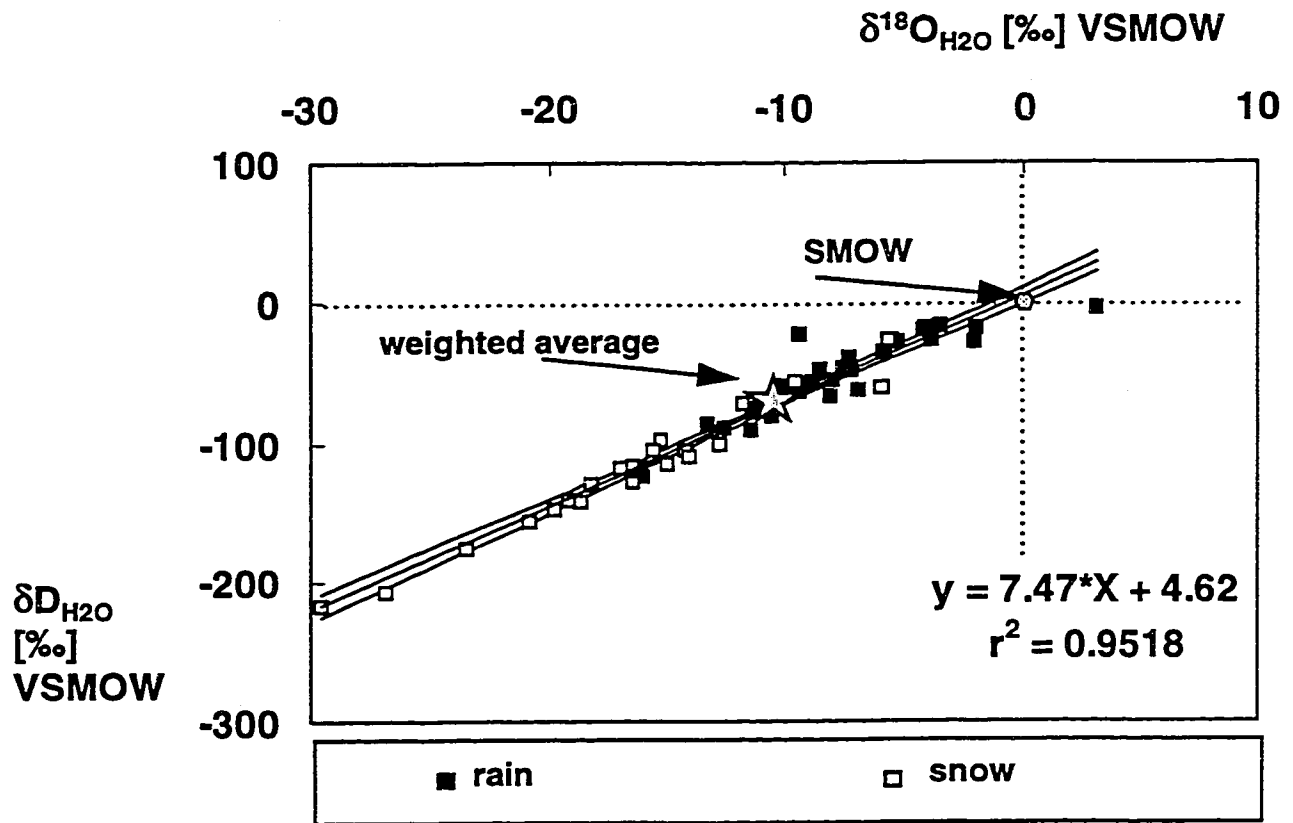 δ¹⁸O_H2O [‰] VSMOW
-30 -20 -10 0 10
100
SMOW
0
weighted average
-100
-200
y = 7.47*X + 4.62
δD_H2O
[‰]
r² = 0.9518
VSMOW
-300
rain snow